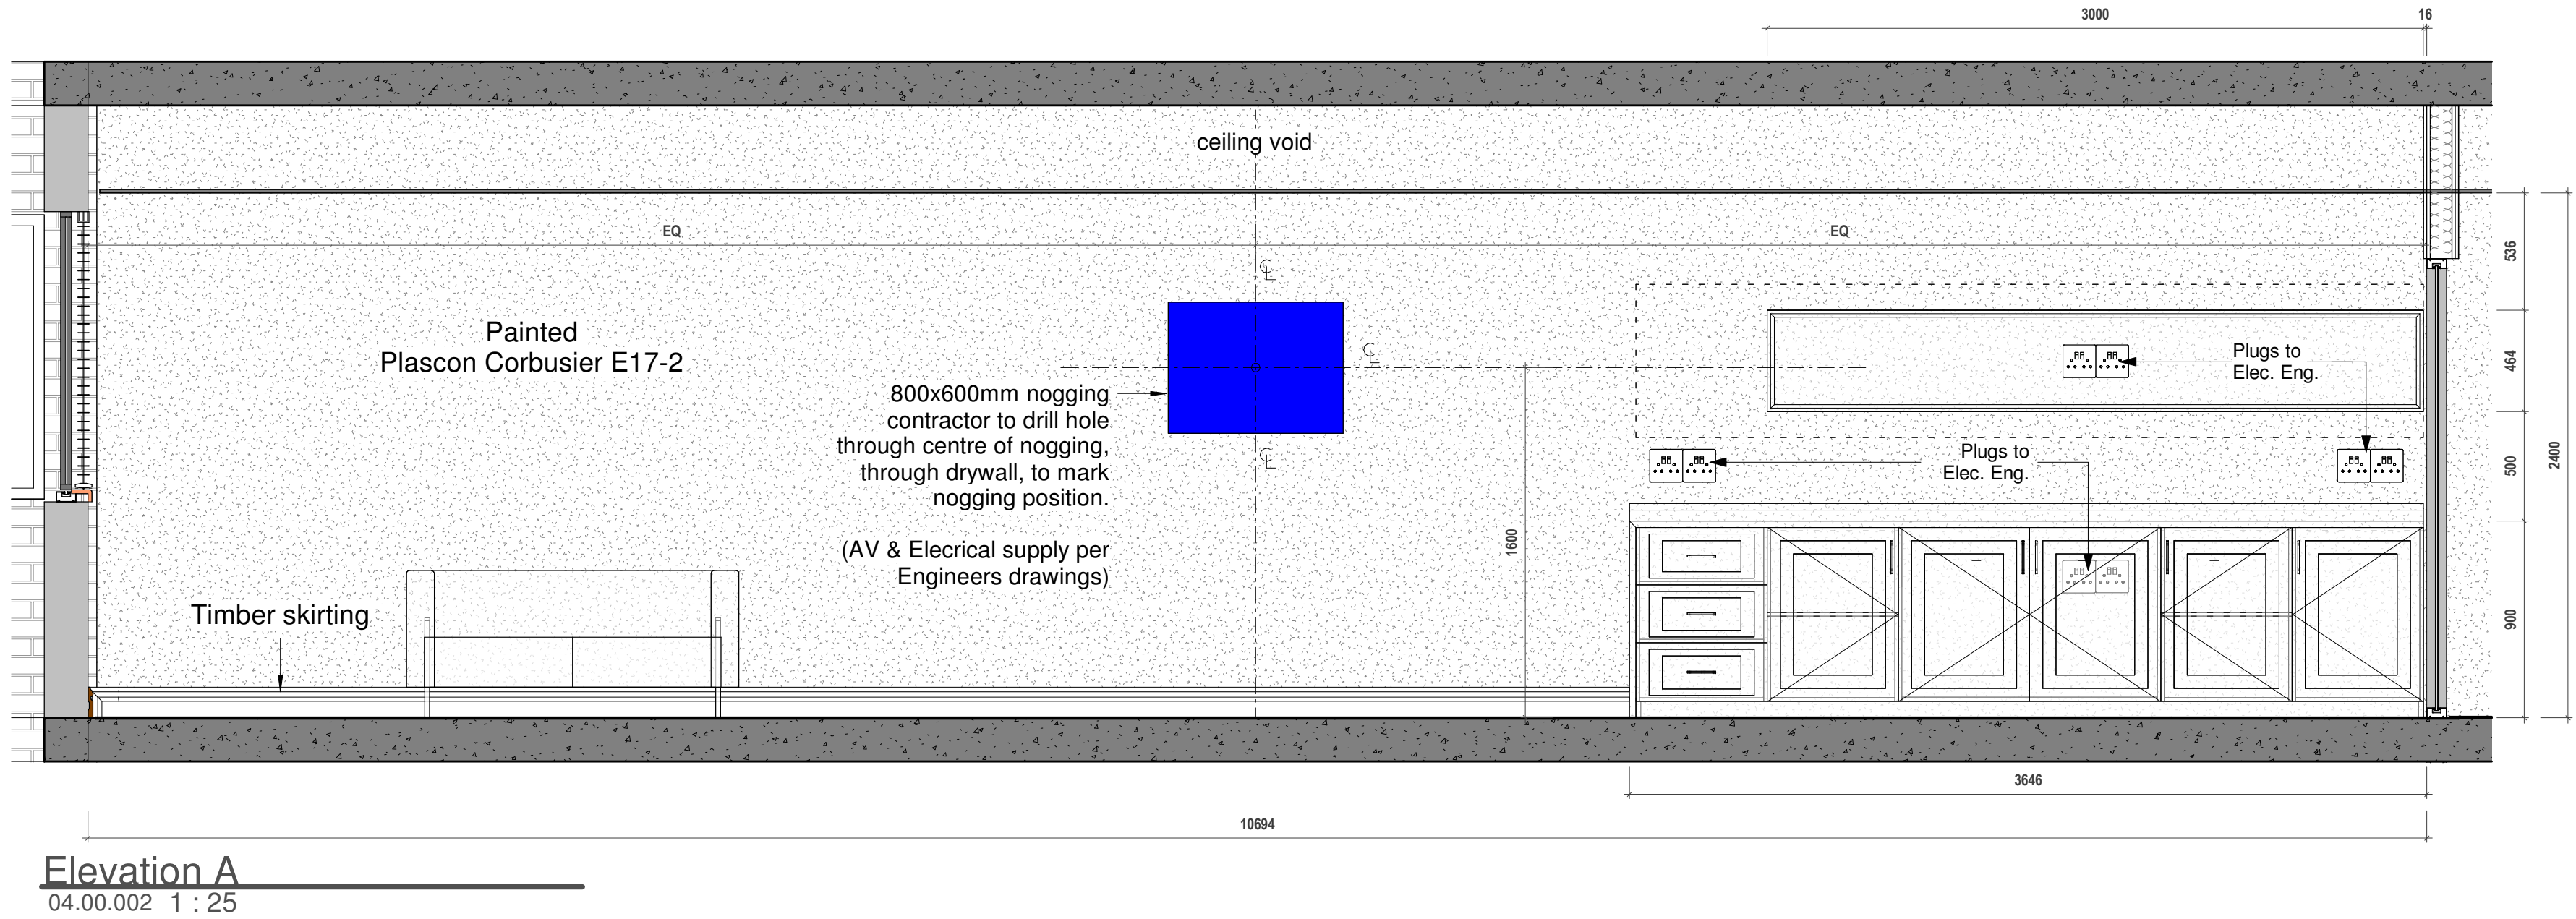 3000
16
ceiling void
EQ
EQ
536
Painted
Plascon Corbusier E17-2
Plugs to
Elec. Eng.
464
800x600mm nogging
contractor to drill hole
through centre of nogging,
through drywall, to mark
nogging position.
(AV & Elecrical supply per
Engineers drawings)
Plugs to
Elec. Eng.
500
2400
1600
Timber skirting
900
3646
10694
Elevation A
04.00.002 1 : 25